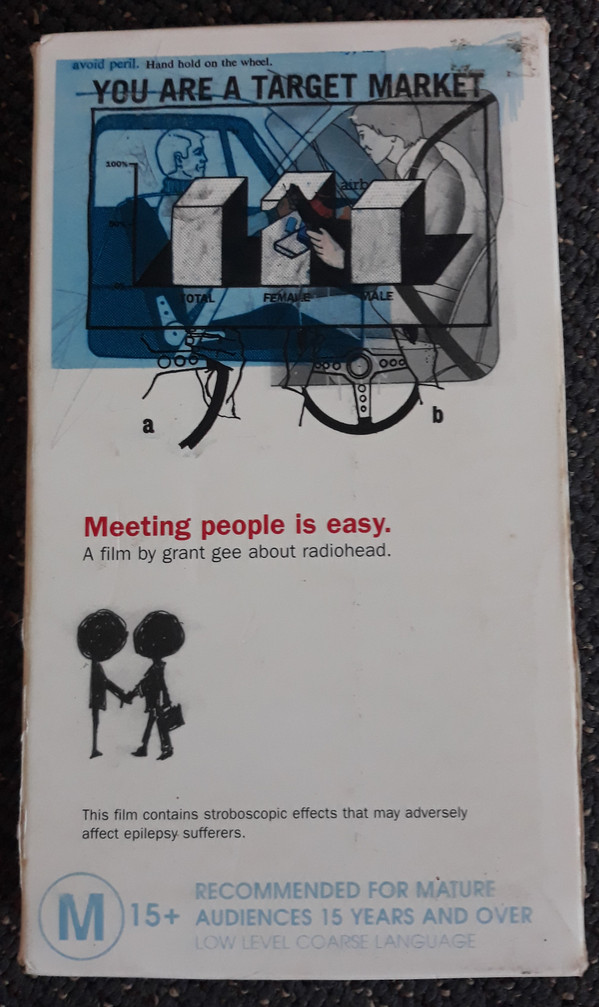 avoid peril. Hand hold on the wheel.
YOU ARE A TARGET MARKET
100%
airb
TOTAL FEMALE MALE
a b
Meeting people is easy.
A film by grant gee about radiohead.
This film contains stroboscopic effects that may adversely
affect epilepsy sufferers.
M 15+
RECOMMENDED FOR MATURE
AUDIENCES 15 YEARS AND OVER
LOW LEVEL COARSE LANGUAGE